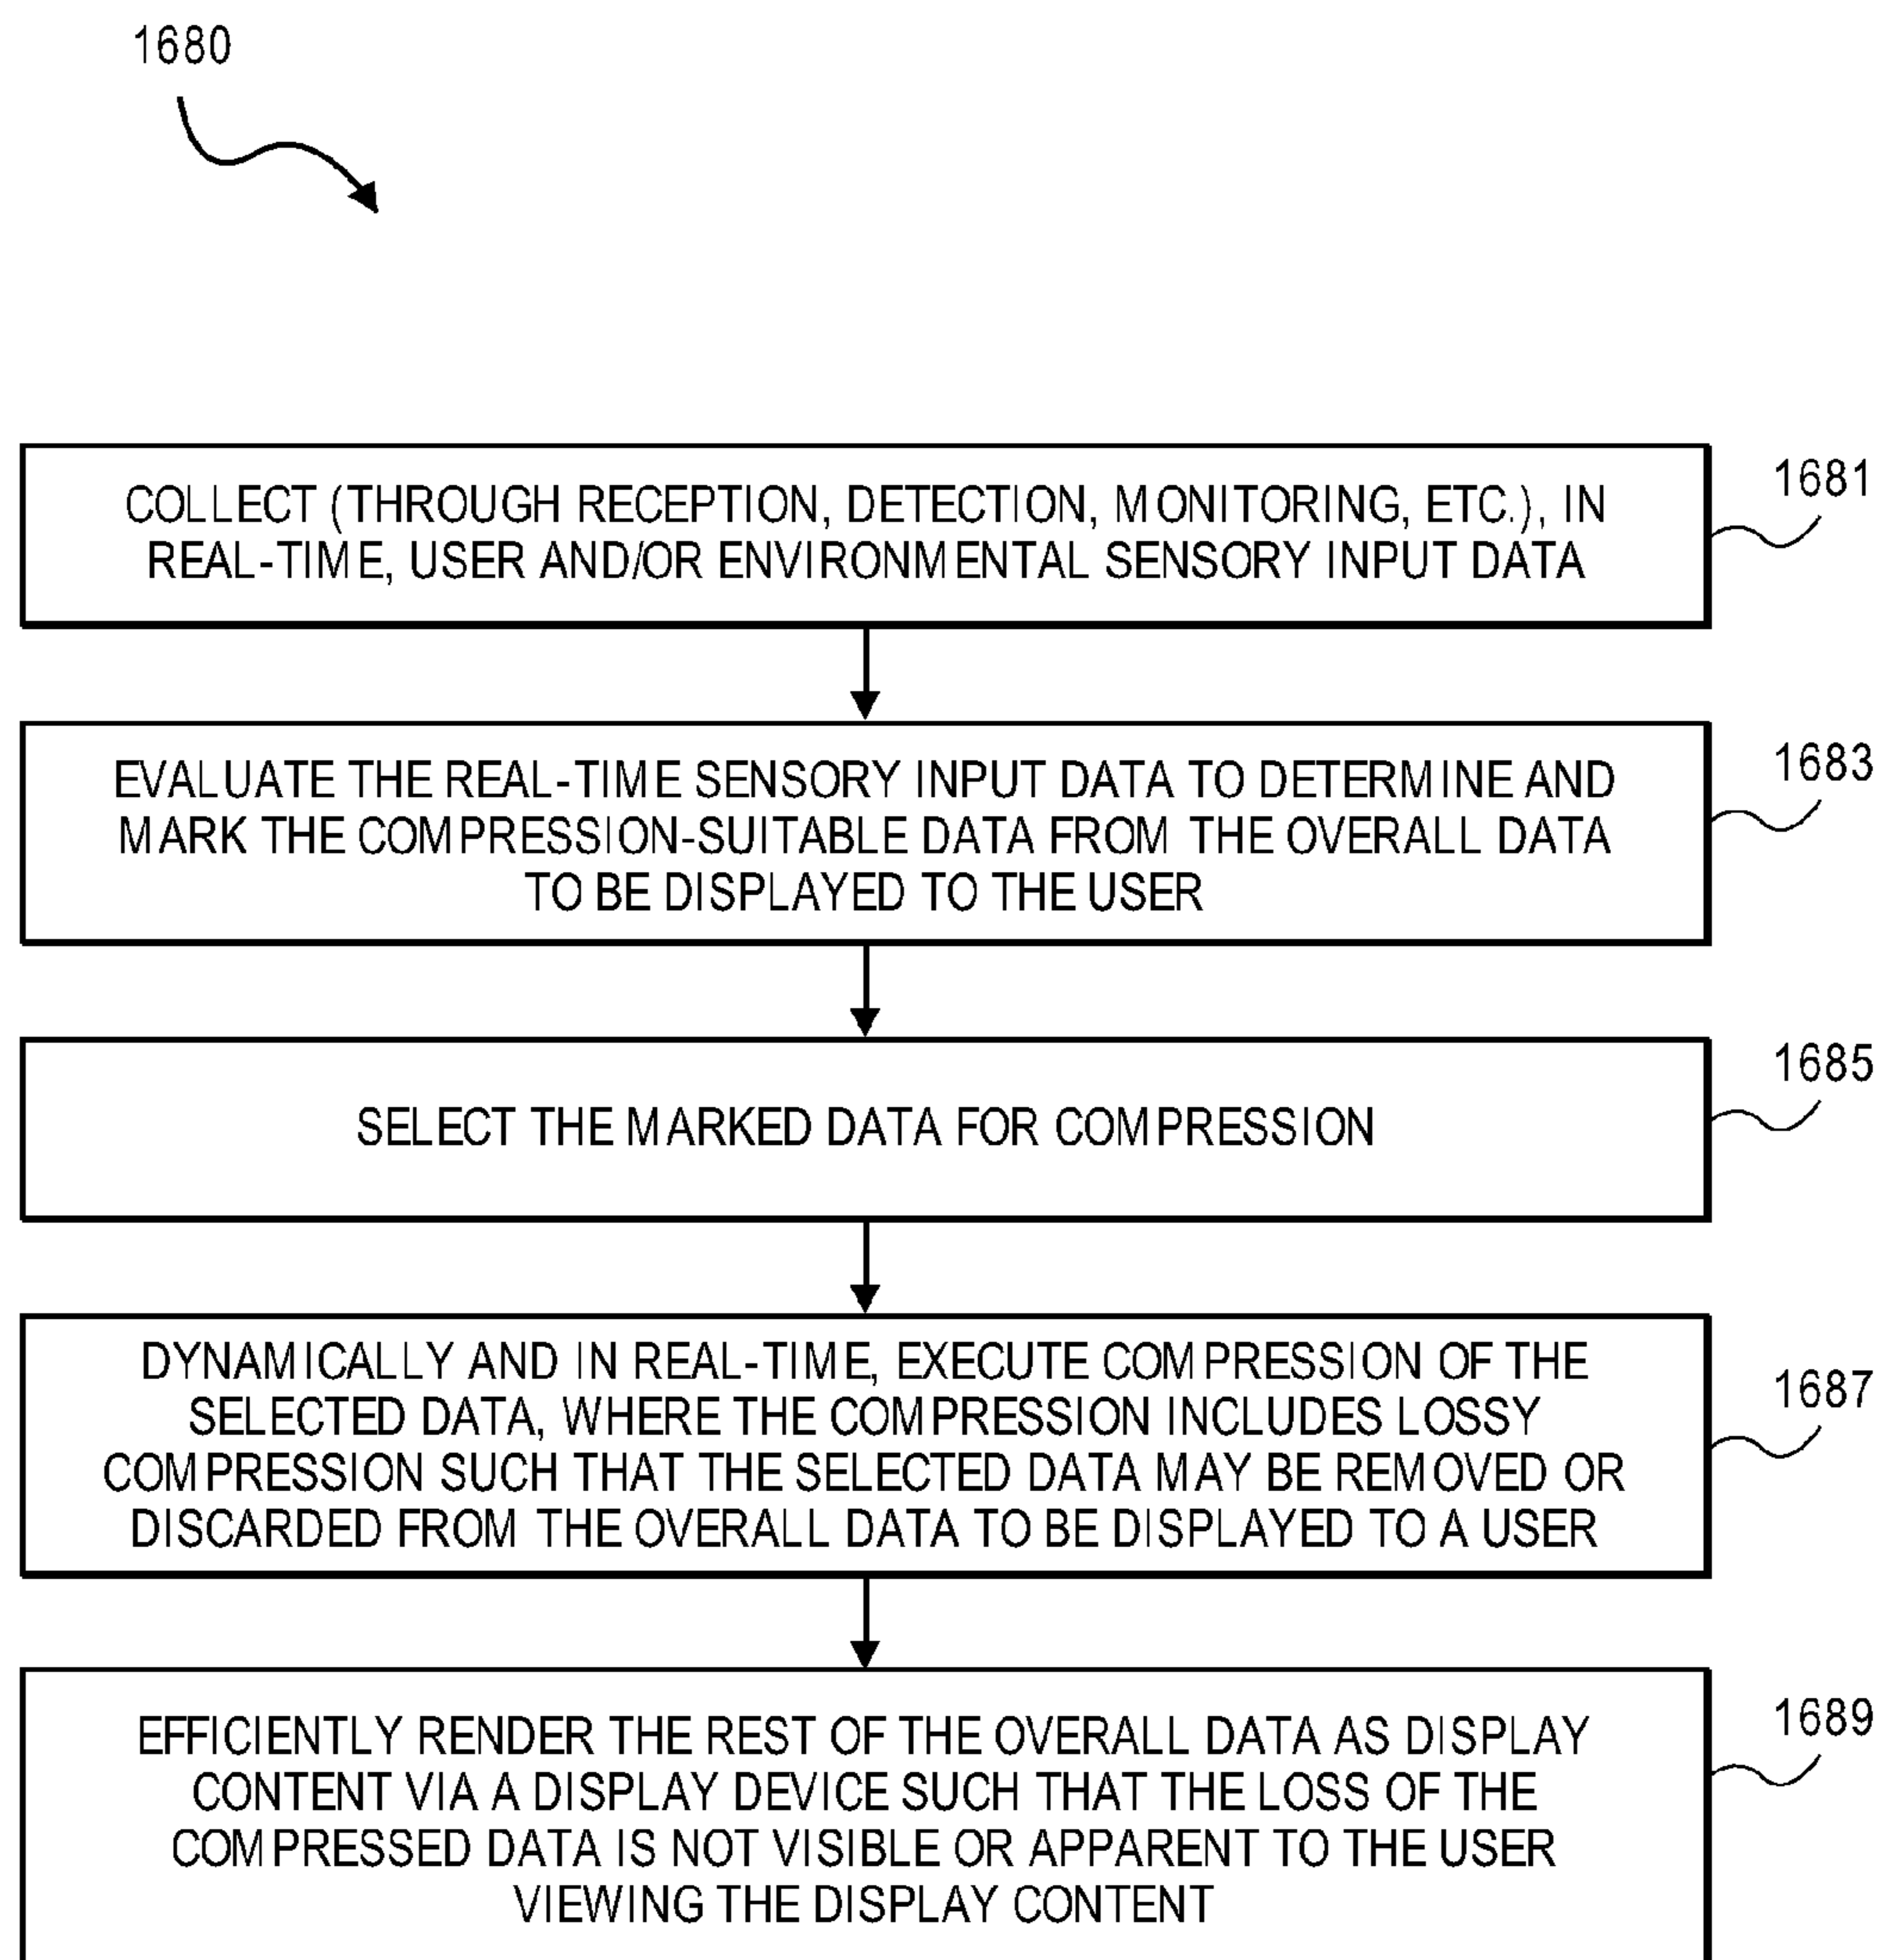 1680
COLLECT (THROUGH RECEPTION, DETECTION, MONITORING, ETC.), IN
REAL-TIME, USER AND/OR ENVIRONMENTAL SENSORY INPUT DATA
1681
EVALUATE THE REAL-TIME SENSORY INPUT DATA TO DETERMINE AND
MARK THE COMPRESSION-SUITABLE DATA FROM THE OVERALL DATA
TO BE DISPLAYED TO THE USER
1683
SELECT THE MARKED DATA FOR COMPRESSION
1685
DYNAMICALLY AND IN REAL-TIME, EXECUTE COMPRESSION OF THE
SELECTED DATA, WHERE THE COMPRESSION INCLUDES LOSSY
COMPRESSION SUCH THAT THE SELECTED DATA MAY BE REMOVED OR
DISCARDED FROM THE OVERALL DATA TO BE DISPLAYED TO A USER
1687
EFFICIENTLY RENDER THE REST OF THE OVERALL DATA AS DISPLAY
CONTENT VIA A DISPLAY DEVICE SUCH THAT THE LOSS OF THE
COMPRESSED DATA IS NOT VISIBLE OR APPARENT TO THE USER
VIEWING THE DISPLAY CONTENT
1689